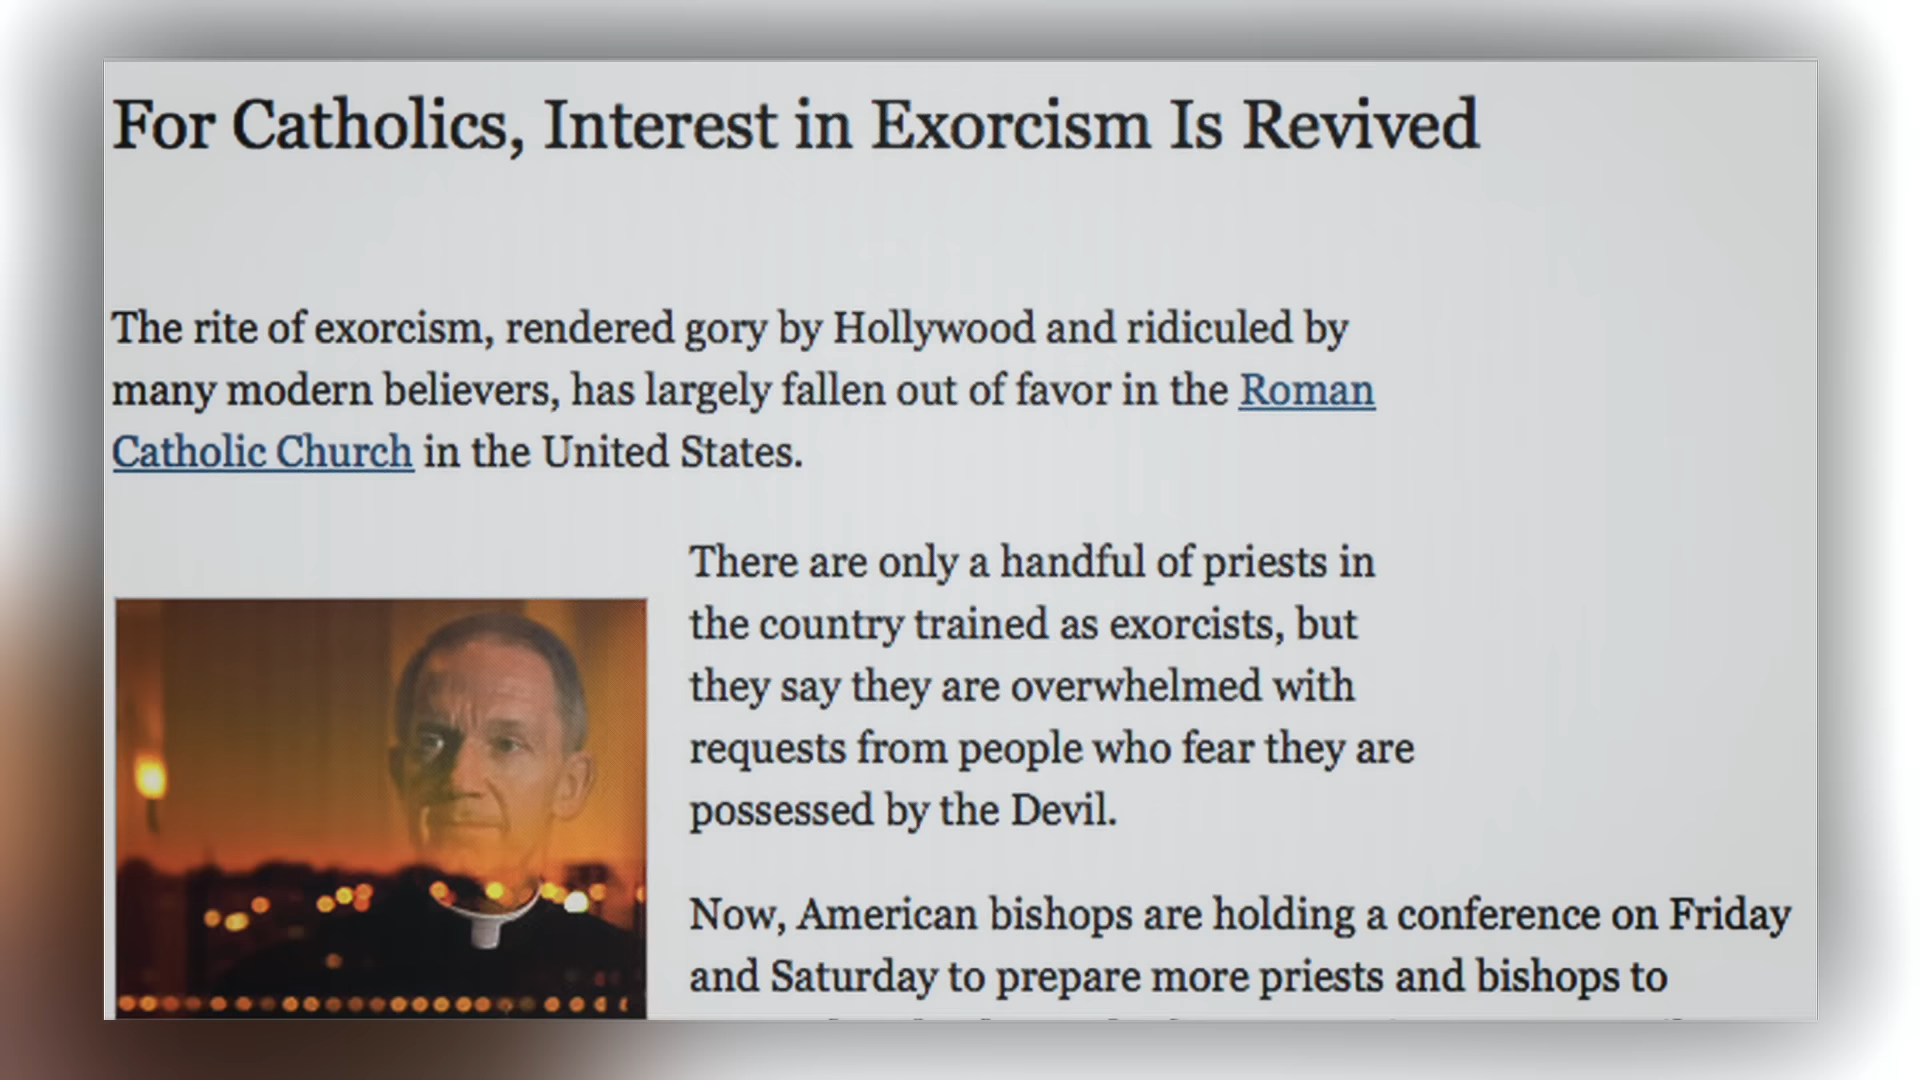 For Catholics, Interest in Exorcism Is Revived
The rite of exorcism, rendered gory by Hollywood and ridiculed by
many modern believers, has largely fallen out of favor in the Roman
Catholic Church in the United States.
There are only a handful of priests in
the country trained as exorcists, but
they say they are overwhelmed with
requests from people who fear they are
possessed by the Devil.
Now, American bishops are holding a conference on Friday
and Saturday to prepare more priests and bishops to